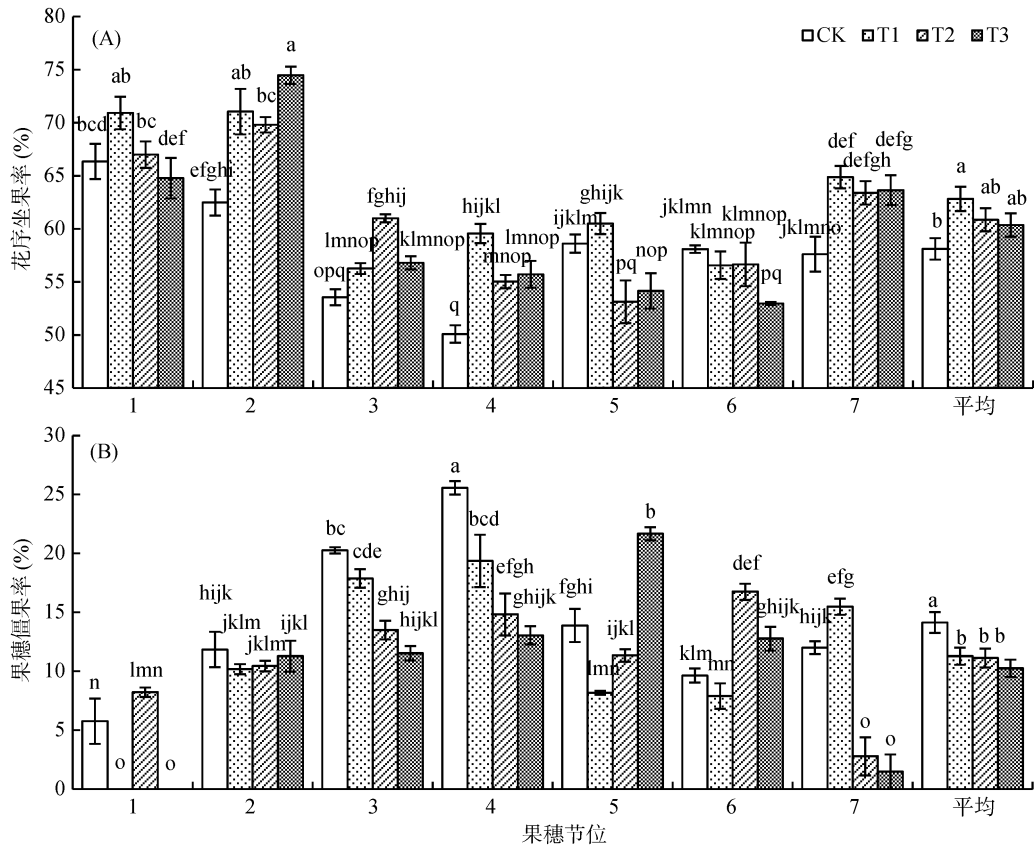 (A)
CK T1 T2 T3
花序坐果率 (%)
80
75
70
65
60
55
50
45
bcd ab bc def
efghi ab bc a
opq lmnop fghij klmnop
q hijkl mnop lmnop
ijklm ghijk pq nop
jklmn klmnop klmnop pq
jklmno def defgh defg
b a ab ab
1 2 3 4 5 6 7 平均
(B)
果穗僵果率 (%)
30
25
20
15
10
5
0
n o lmn o
hijk jklm jklm ijkl
bc cde ghij hijkl
a bcd efgh ghijk
fghi lmn ijkl b
klm mn def ghijk
hijk efg o o
a b b b
1 2 3 4 5 6 7 平均
果穗节位